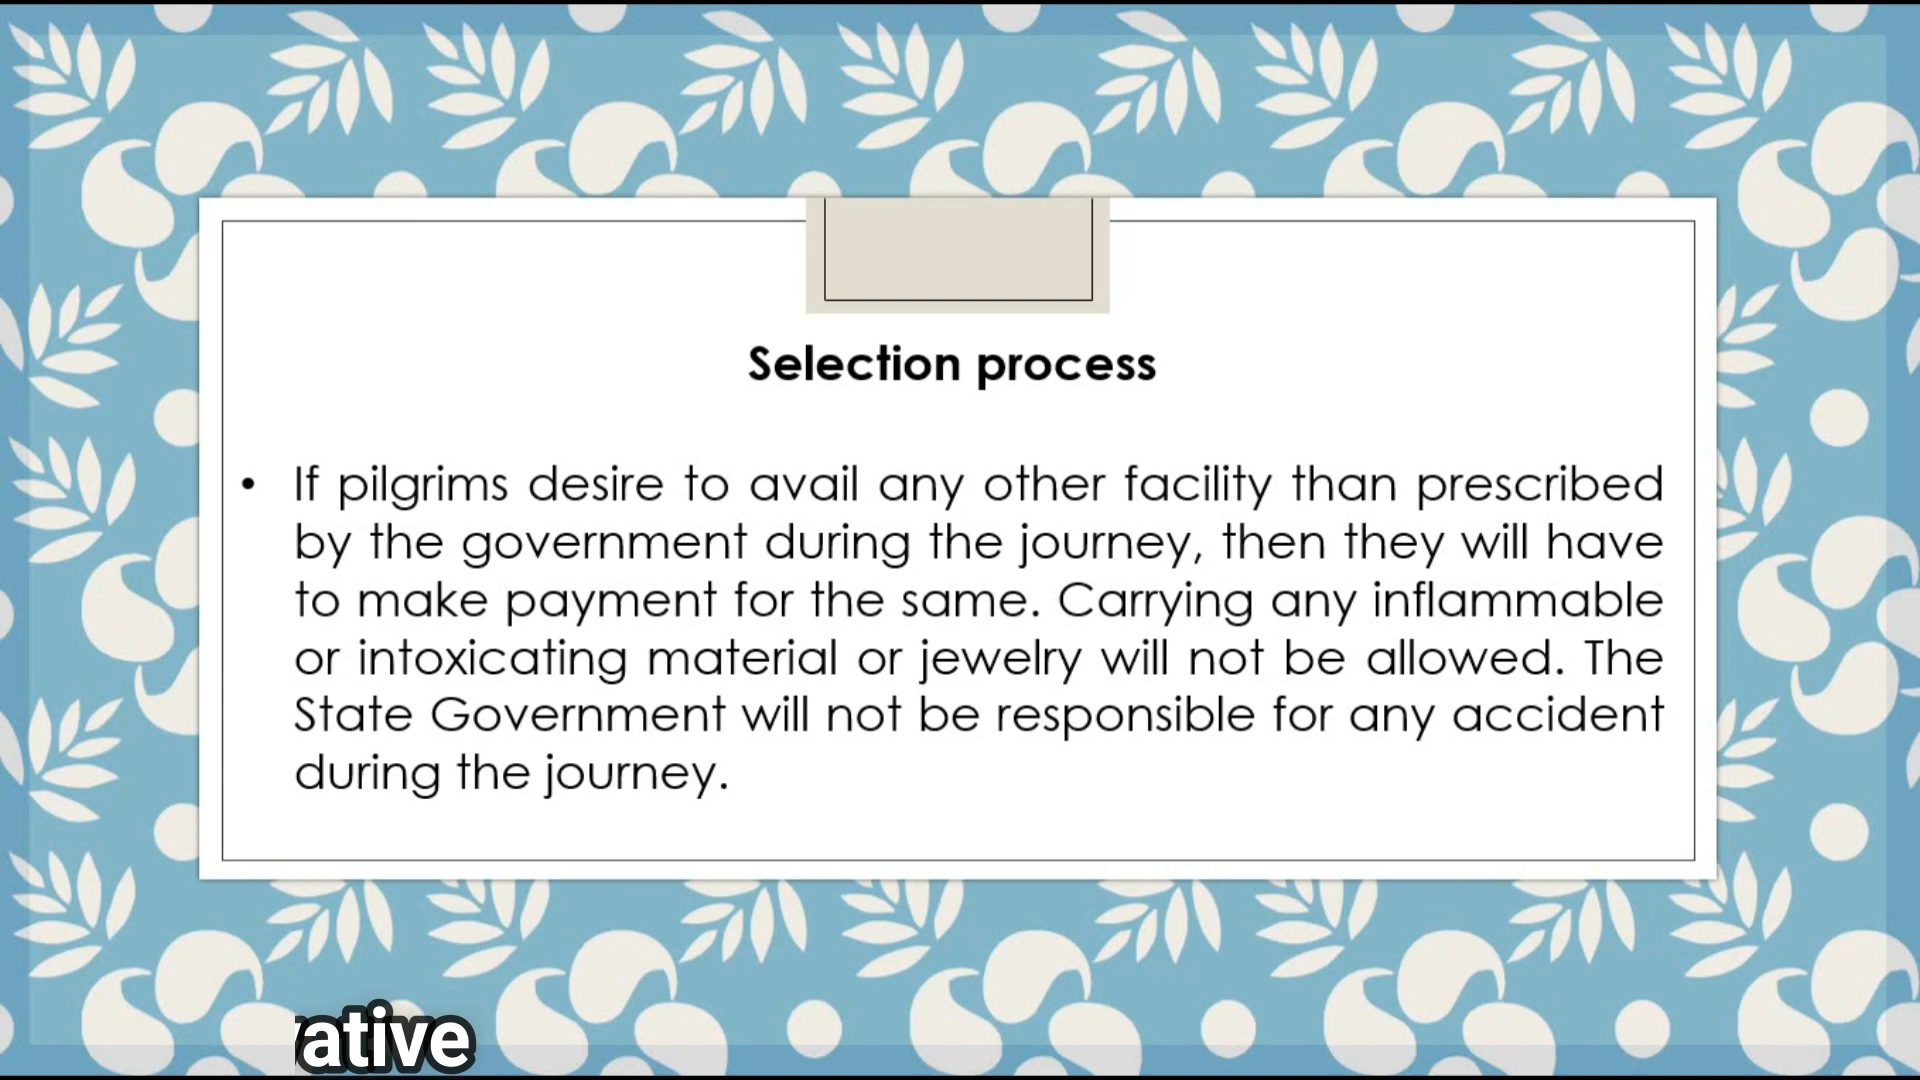 Selection process
• If pilgrims desire to avail any other facility than prescribed
by the government during the journey, then they will have
to make payment for the same. Carrying any inflammable
or intoxicating material or jewelry will not be allowed. The
State Government will not be responsible for any accident
during the journey.
ative